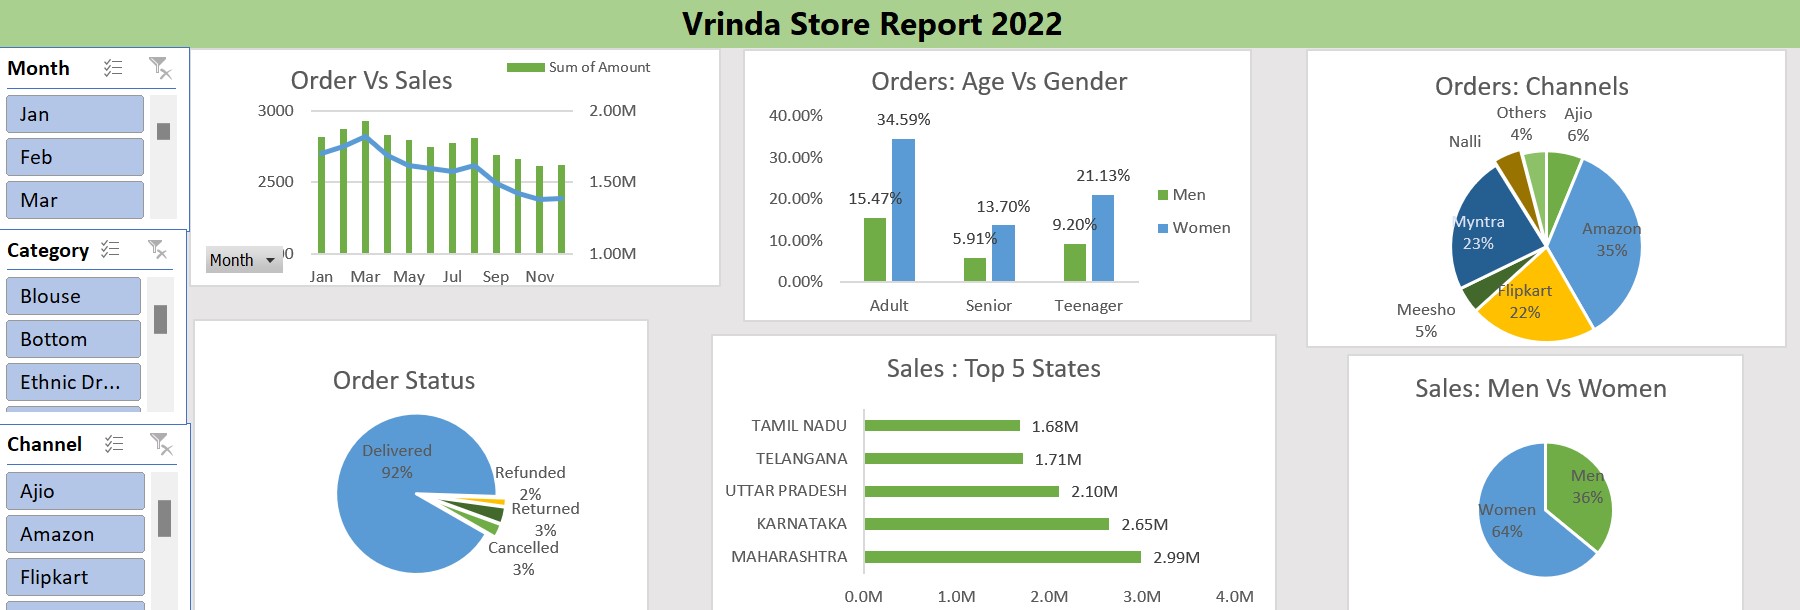 Vrinda Store Report 2022
Month
Jan
Feb
Mar
Category
Blouse
Bottom
Ethnic Dr...
Channel
Ajio
Amazon
Flipkart
Order Vs Sales
Sum of Amount
3000
2500
00
2.00M
1.50M
1.00M
Month
Jan Mar May Jul Sep Nov
Orders: Age Vs Gender
40.00%
30.00%
20.00%
10.00%
0.00%
15.47%
34.59%
5.91%
13.70%
9.20%
21.13%
Adult Senior Teenager
Men
Women
Orders: Channels
Others
4%
Ajio
6%
Nalli
Myntra
23%
Amazon
35%
Flipkart
22%
Meesho
5%
Order Status
Delivered
92%
Refunded
2%
Returned
3%
Cancelled
3%
Sales : Top 5 States
TAMIL NADU 1.68M
TELANGANA 1.71M
UTTAR PRADESH 2.10M
KARNATAKA 2.65M
MAHARASHTRA 2.99M
0.0M 1.0M 2.0M 3.0M 4.0M
Sales: Men Vs Women
Men
36%
Women
64%